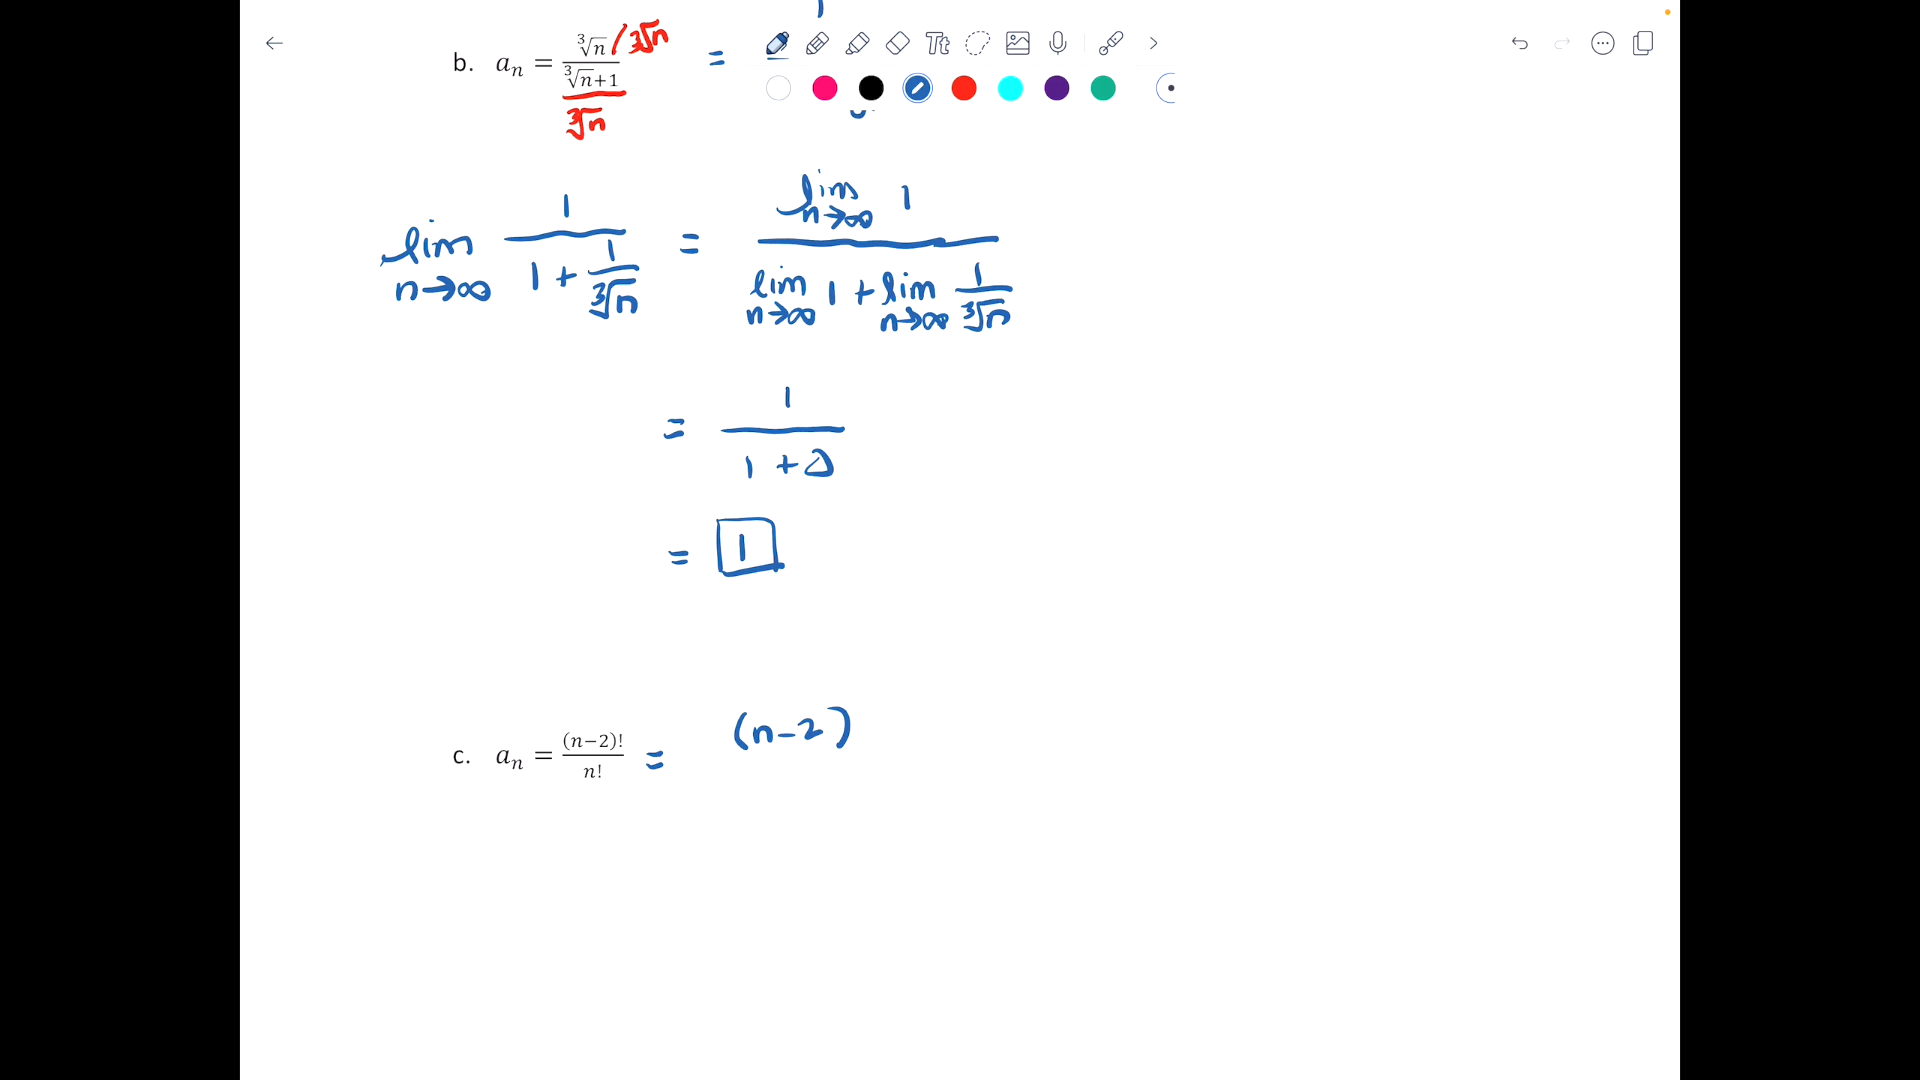 b. aₙ = ∛n / (∛n+1) / ∛n / ∛n =
Tt
lim n→∞ 1 / (1 + 1/∛n) = lim n→∞ 1 / (lim n→∞ 1 + lim n→∞ 1/∛n)
= 1 / (1 + 0)
= 1
c. aₙ = (n−2)! / n! = (n−2)